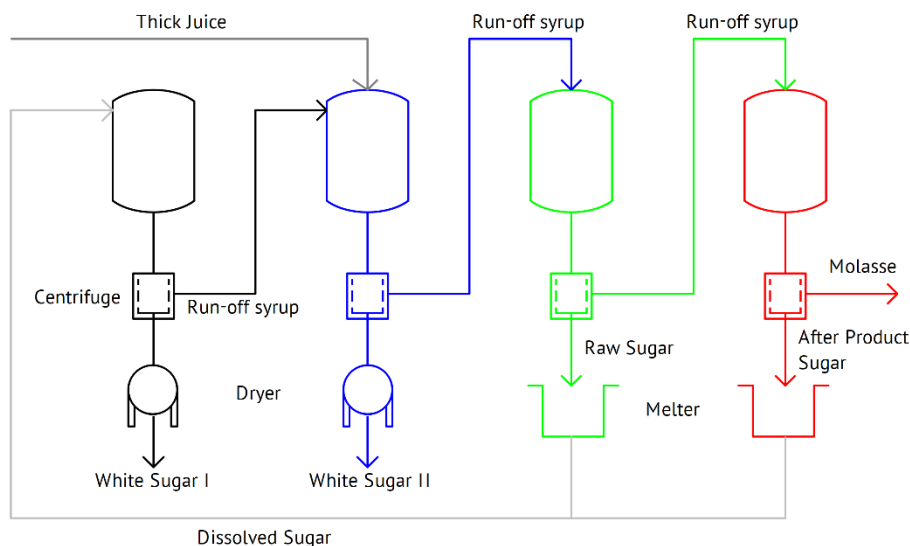 Thick Juice
Run-off syrup
Run-off syrup
Centrifuge
Run-off syrup
Molasse
After Product
Sugar
Raw Sugar
Dryer
Melter
White Sugar I
White Sugar II
Dissolved Sugar